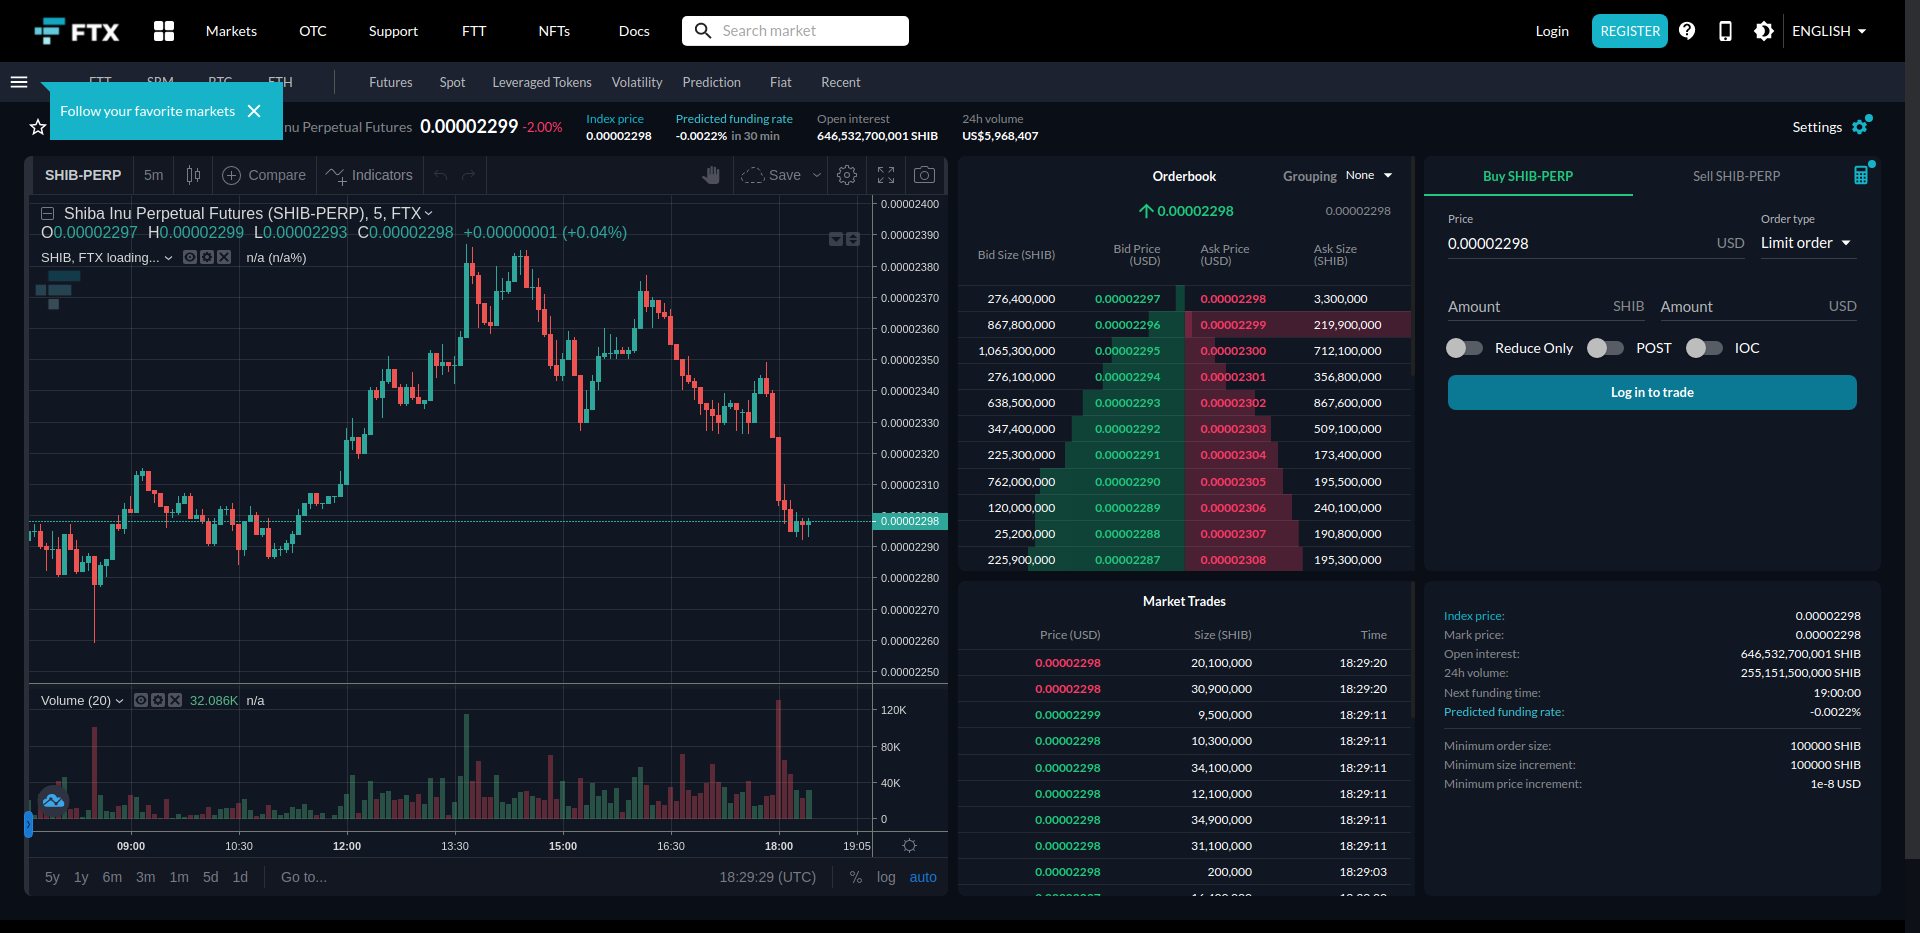 FTX
Markets
OTC
Support
FTT
NFTs
Docs
Search market
Login
REGISTER
ENGLISH
Futures
Spot
Leveraged Tokens
Volatility
Prediction
Fiat
Recent
Follow your favorite markets
Inu Perpetual Futures
0.00002299 -2.00%
Index price
0.00002298
Predicted funding rate
-0.0022% in 30 min
Open interest
646,532,700,001 SHIB
24h volume
US$5,968,407
Settings
SHIB-PERP
5m
Compare
Indicators
Save
Shiba Inu Perpetual Futures (SHIB-PERP), 5, FTX
O0.00002297 H0.00002299 L0.00002293 C0.00002298 +0.00000001 (+0.04%)
SHIB, FTX loading... n/a (n/a%)
0.00002400
0.00002390
0.00002380
0.00002370
0.00002360
0.00002350
0.00002340
0.00002330
0.00002320
0.00002310
0.00002298
0.00002290
0.00002280
0.00002270
0.00002260
0.00002250
Volume (20) 32.086K n/a
120K
80K
40K
0
09:00 10:30 12:00 13:30 15:00 16:30 18:00 19:05
5y 1y 6m 3m 1m 5d 1d Go to...
18:29:29 (UTC) % log auto
Orderbook
Grouping None
0.00002298 0.00002298
Bid Size (SHIB) Bid Price (USD) Ask Price (USD) Ask Size (SHIB)
276,400,000 0.00002297 0.00002298 3,300,000
867,800,000 0.00002296 0.00002299 219,900,000
1,065,300,000 0.00002295 0.00002300 712,100,000
276,100,000 0.00002294 0.00002301 356,800,000
638,500,000 0.00002293 0.00002302 867,600,000
347,400,000 0.00002292 0.00002303 509,100,000
225,300,000 0.00002291 0.00002304 173,400,000
762,000,000 0.00002290 0.00002305 195,500,000
120,000,000 0.00002289 0.00002306 240,100,000
25,200,000 0.00002288 0.00002307 190,800,000
225,900,000 0.00002287 0.00002308 195,300,000
Market Trades
Price (USD) Size (SHIB) Time
0.00002298 20,100,000 18:29:20
0.00002298 30,900,000 18:29:20
0.00002299 9,500,000 18:29:11
0.00002298 10,300,000 18:29:11
0.00002298 34,100,000 18:29:11
0.00002298 12,100,000 18:29:11
0.00002298 34,900,000 18:29:11
0.00002298 31,100,000 18:29:11
0.00002298 200,000 18:29:03
Buy SHIB-PERP
Sell SHIB-PERP
Price
0.00002298 USD
Order type
Limit order
Amount SHIB
Amount USD
Reduce Only
POST
IOC
Log in to trade
Index price: 0.00002298
Mark price: 0.00002298
Open interest: 646,532,700,001 SHIB
24h volume: 255,151,500,000 SHIB
Next funding time: 19:00:00
Predicted funding rate: -0.0022%
Minimum order size: 100000 SHIB
Minimum size increment: 100000 SHIB
Minimum price increment: 1e-8 USD